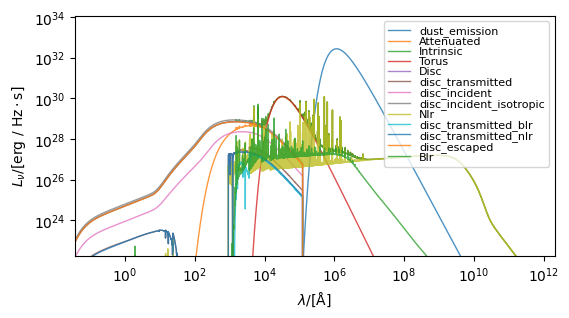 10^34
10^32
10^30
10^28
10^26
10^24
L_ν/[erg / Hz · s]
dust_emission
Attenuated
Intrinsic
Torus
Disc
disc_transmitted
disc_incident
disc_incident_isotropic
Nlr
disc_transmitted_blr
disc_transmitted_nlr
disc_escaped
Blr
10^0 10^2 10^4 10^6 10^8 10^10 10^12
λ/[Å]